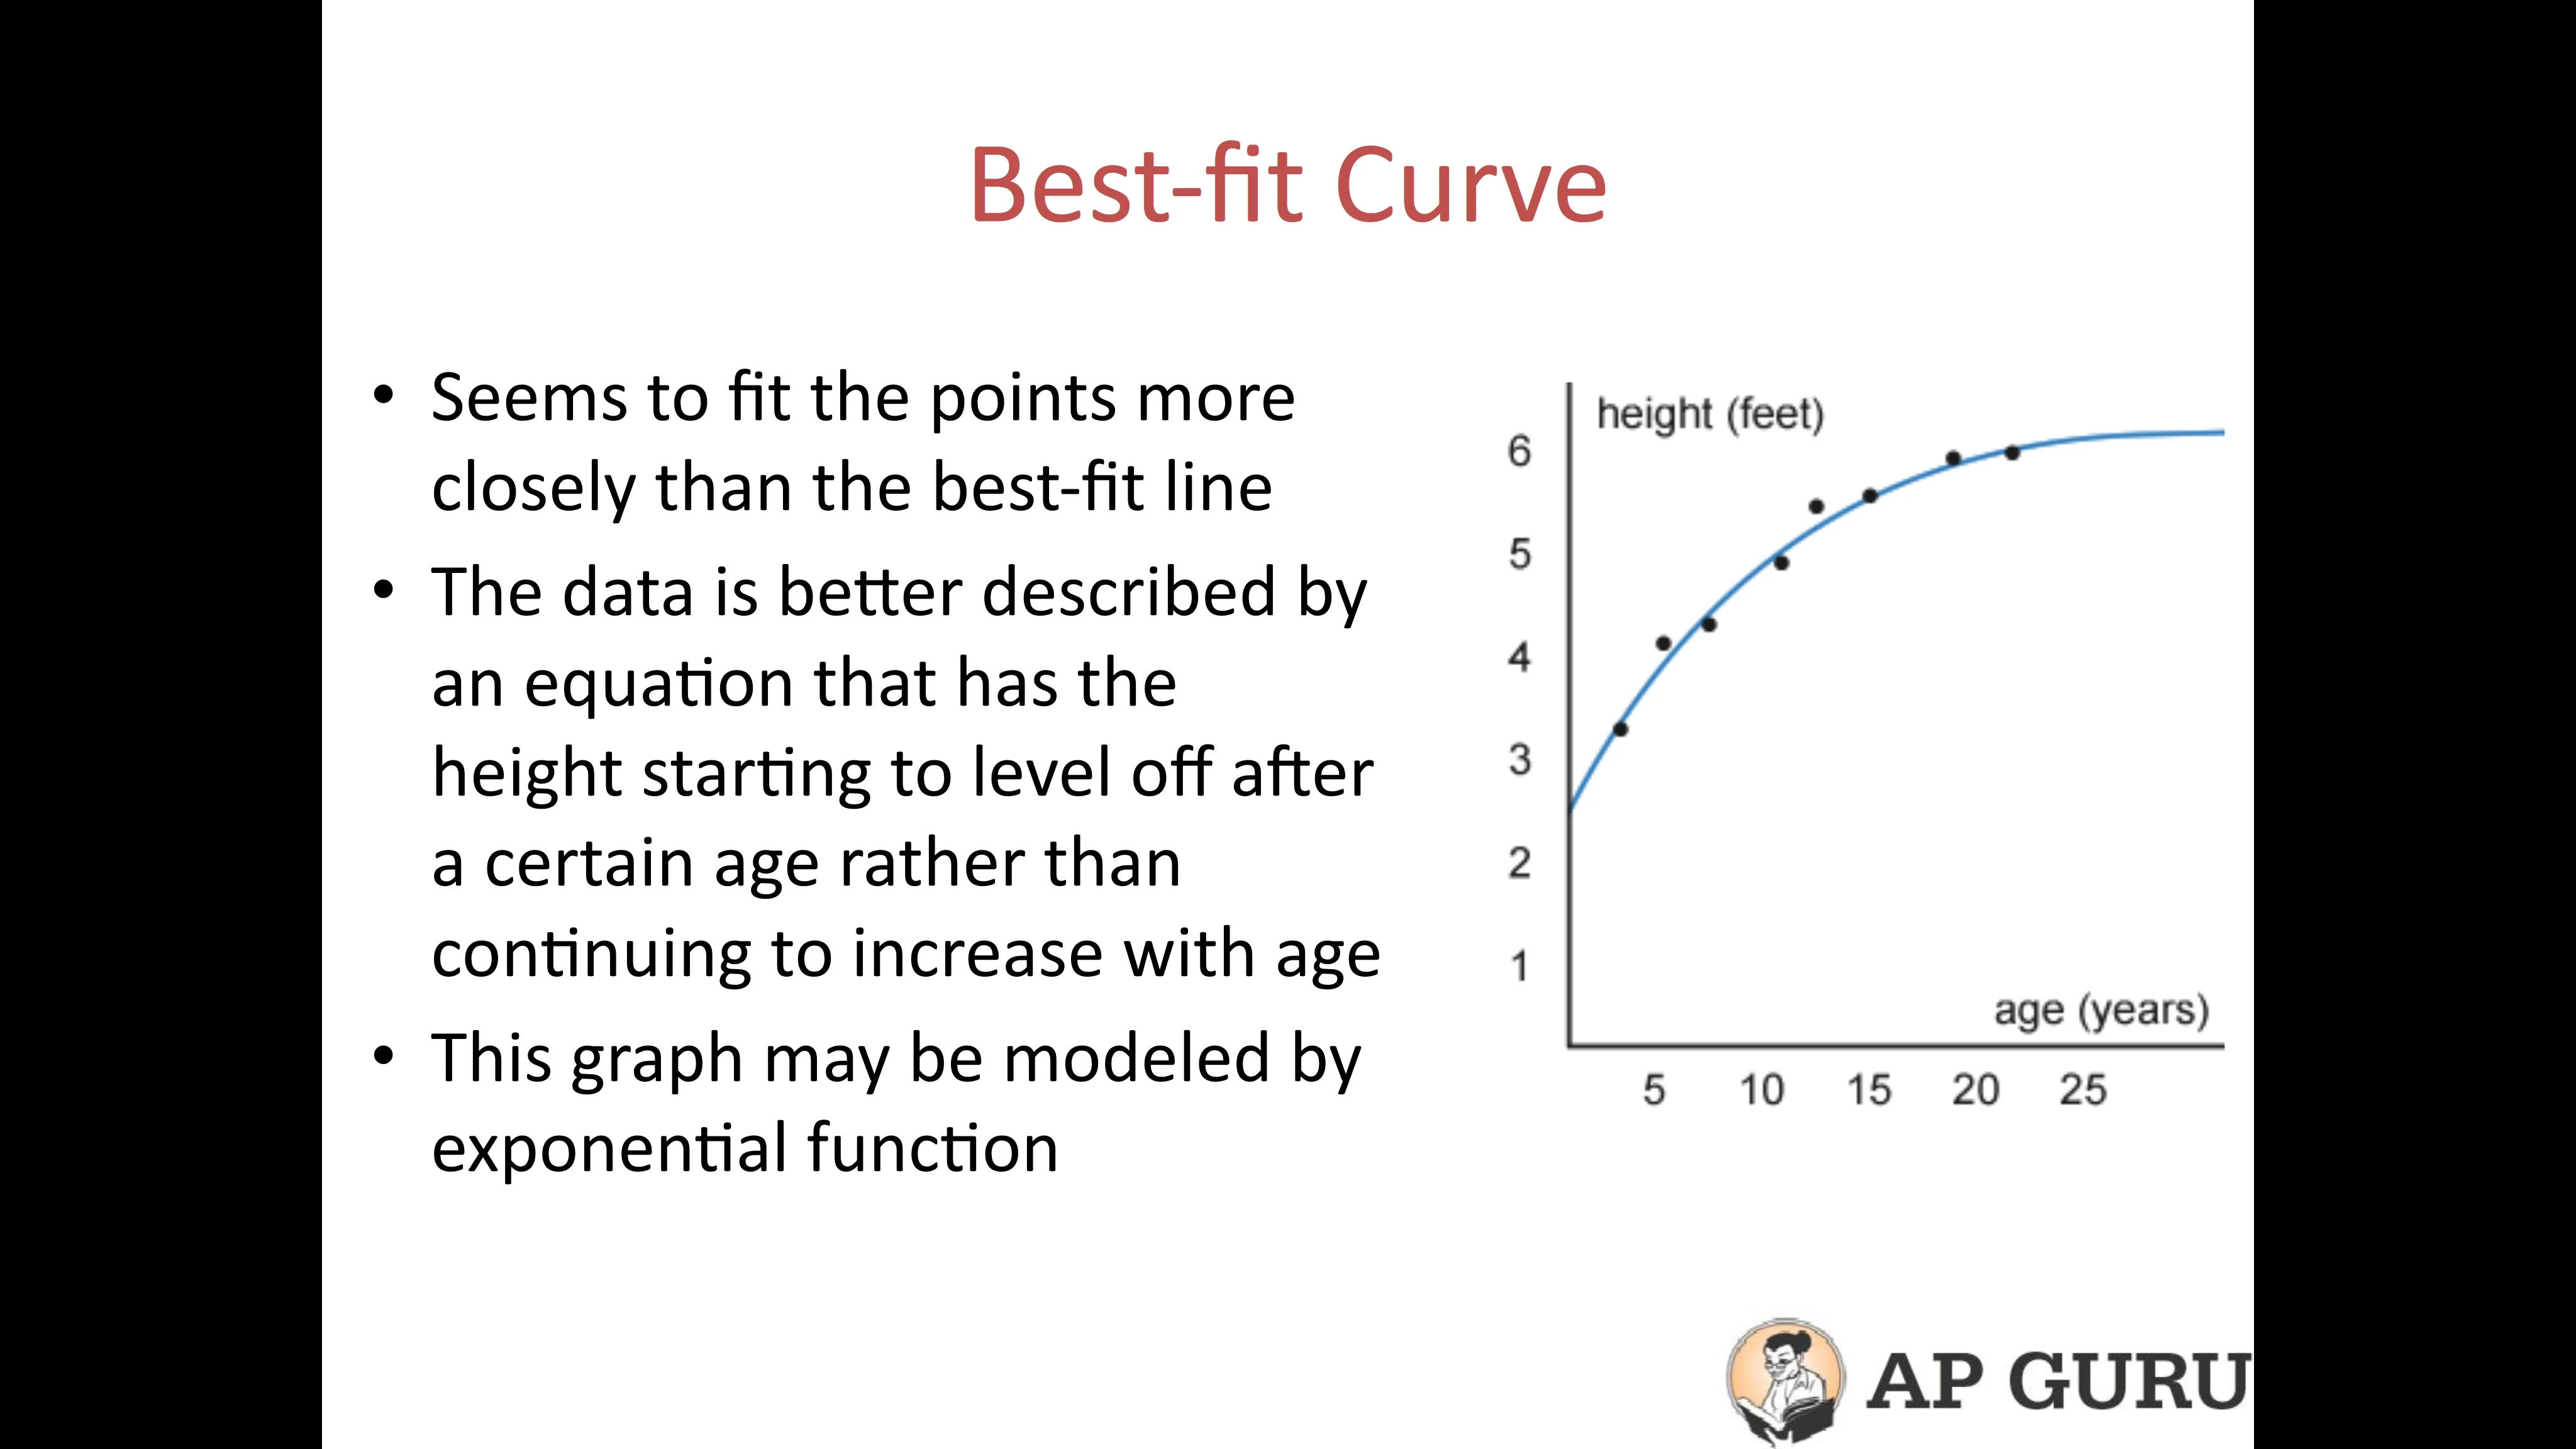 Best-fit Curve
• Seems to fit the points more
closely than the best-fit line
• The data is better described by
an equation that has the
height starting to level off after
a certain age rather than
continuing to increase with age
• This graph may be modeled by
exponential function
height (feet)
6
5
4
3
2
1
age (years)
5 10 15 20 25
AP GURU